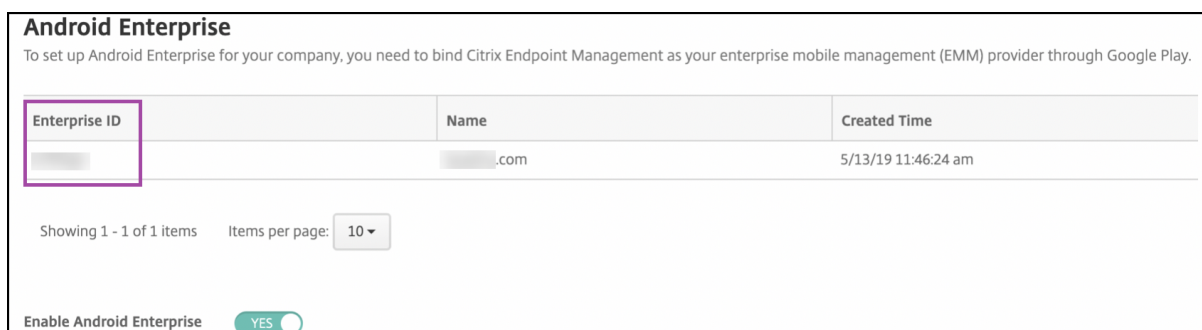 Android Enterprise
To set up Android Enterprise for your company, you need to bind Citrix Endpoint Management as your enterprise mobile management (EMM) provider through Google Play.
Enterprise ID Name Created Time
.com 5/13/19 11:46:24 am
Showing 1 - 1 of 1 items Items per page: 10
Enable Android Enterprise YES